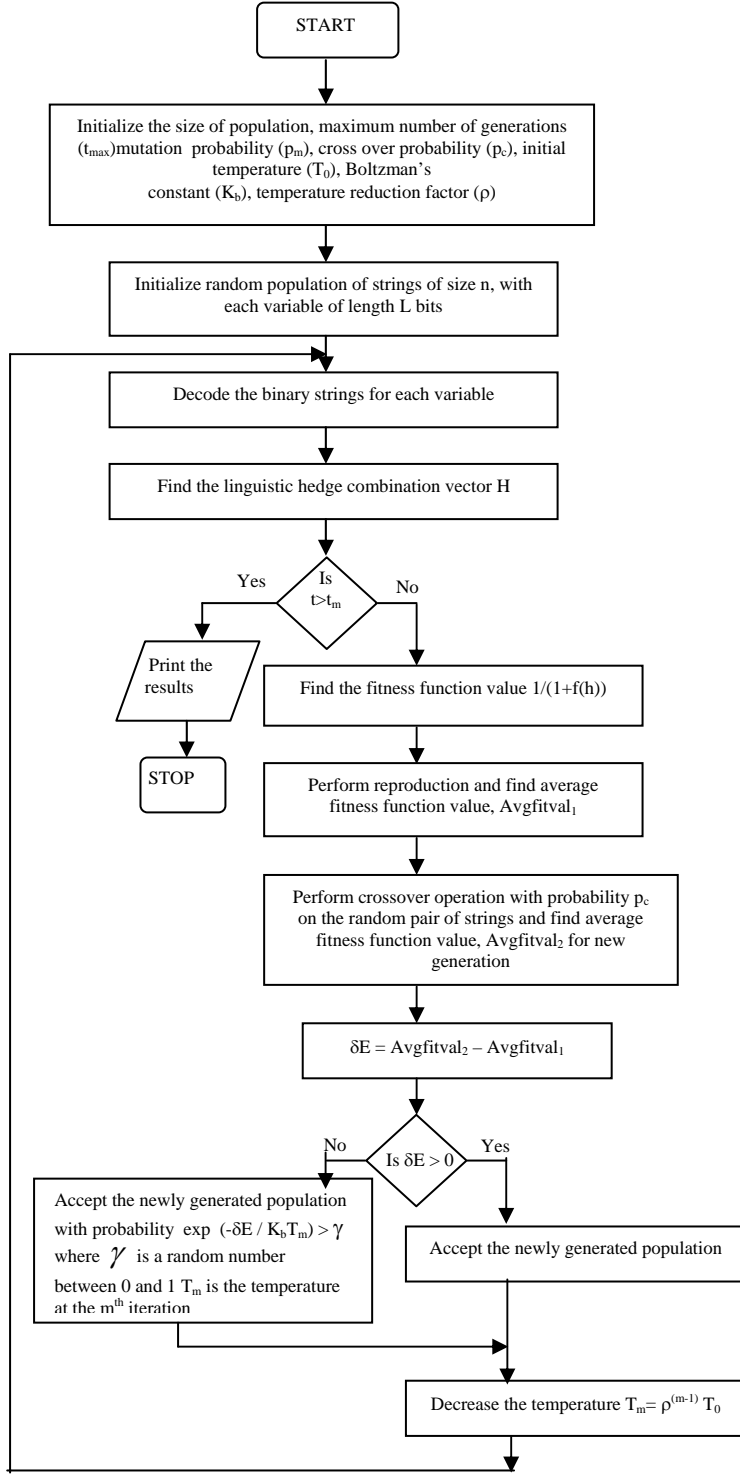 START
Initialize the size of population, maximum number of generations
(tmax)mutation probability (pm), cross over probability (pc), initial
temperature (T0), Boltzman's
constant (Kb), temperature reduction factor (ρ)
Initialize random population of strings of size n, with
each variable of length L bits
Decode the binary strings for each variable
Find the linguistic hedge combination vector H
Is
t>tm
Yes
No
Print the
results
STOP
Find the fitness function value 1/(1+f(h))
Perform reproduction and find average
fitness function value, Avgfitval1
Perform crossover operation with probability pc
on the random pair of strings and find average
fitness function value, Avgfitval2 for new
generation
δE = Avgfitval2 – Avgfitval1
Is δE > 0
No
Yes
Accept the newly generated population
with probability exp (-δE / KbTm) > γ
where γ is a random number
between 0 and 1 Tm is the temperature
at the mth iteration
Accept the newly generated population
Decrease the temperature Tm= ρ(m-1) T0